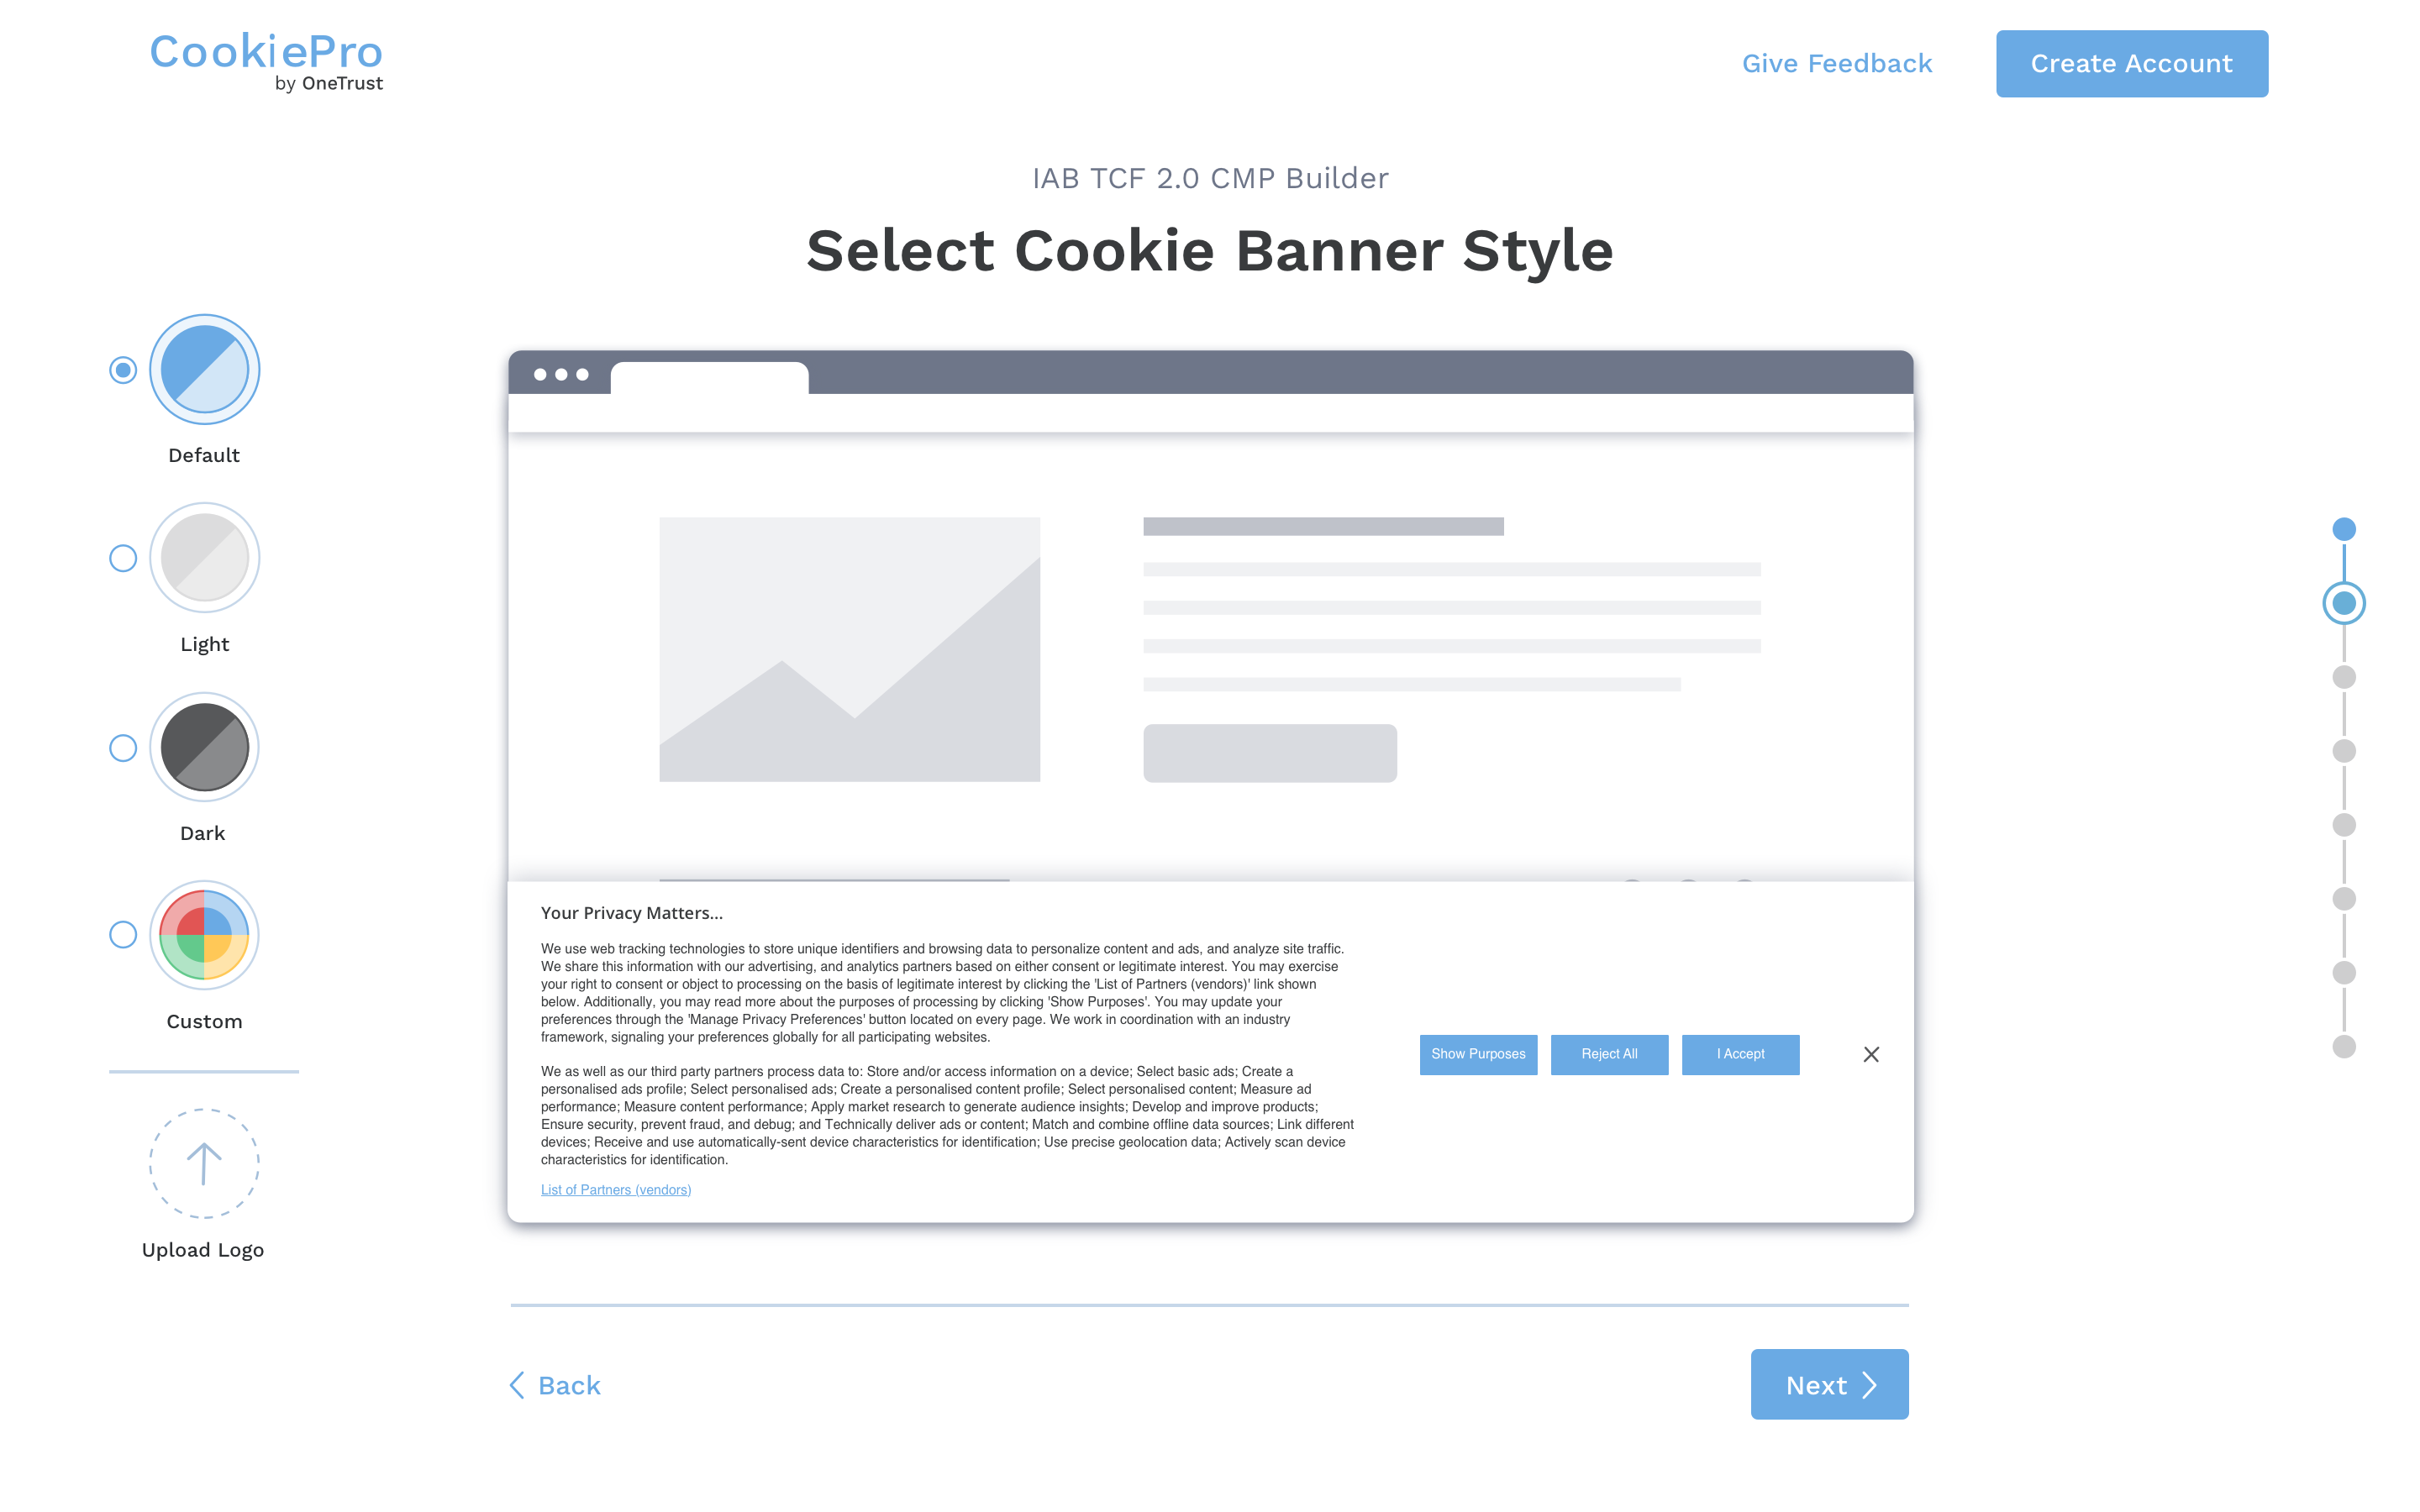 CookiePro
by OneTrust
Give Feedback
Create Account
IAB TCF 2.0 CMP Builder
Select Cookie Banner Style
Default
Light
Dark
Custom
Upload Logo
Your Privacy Matters...
We use web tracking technologies to store unique identifiers and browsing data to personalize content and ads, and analyze site traffic.
We share this information with our advertising, and analytics partners based on either consent or legitimate interest. You may exercise
your right to consent or object to processing on the basis of legitimate interest by clicking the 'List of Partners (vendors)' link shown
below. Additionally, you may read more about the purposes of processing by clicking 'Show Purposes'. You may update your
preferences through the 'Manage Privacy Preferences' button located on every page. We work in coordination with an industry
framework, signaling your preferences globally for all participating websites.
We as well as our third party partners process data to: Store and/or access information on a device; Select basic ads; Create a
personalised ads profile; Select personalised ads; Create a personalised content profile; Select personalised content; Measure ad
performance; Measure content performance; Apply market research to generate audience insights; Develop and improve products;
Ensure security, prevent fraud, and debug; and Technically deliver ads or content; Match and combine offline data sources; Link different
devices; Receive and use automatically-sent device characteristics for identification; Use precise geolocation data; Actively scan device
characteristics for identification.
List of Partners (vendors)
Show Purposes
Reject All
I Accept
Back
Next